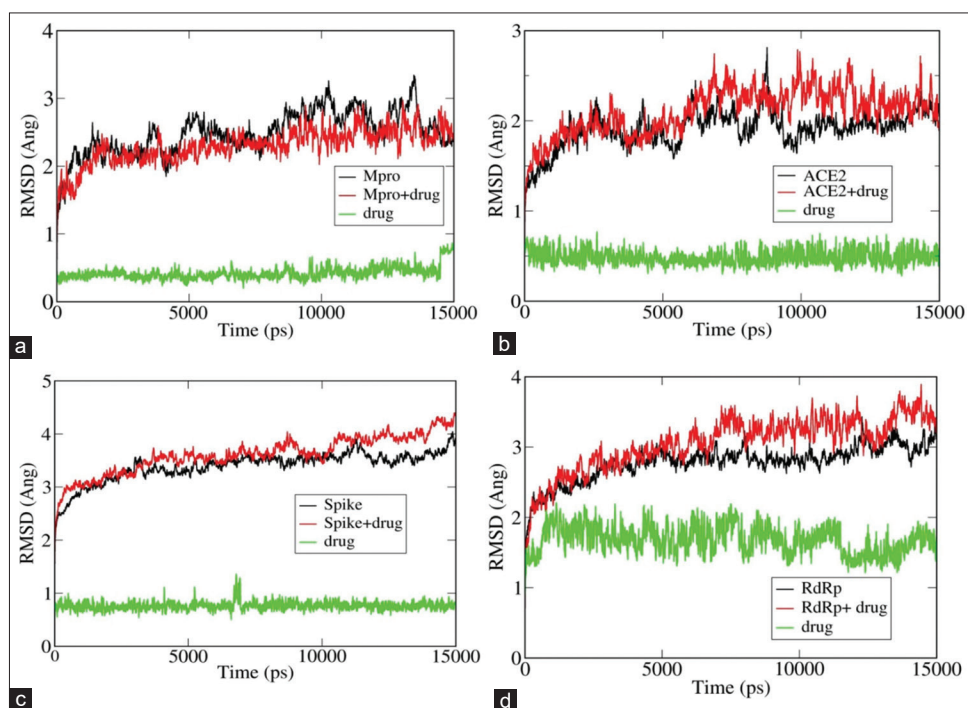 4
3
2
1
0
RMSD (Ang)
Mpro
Mpro+drug
drug
0
5000
10000
15000
Time (ps)
a
3
2
1
0
RMSD (Ang)
ACE2
ACE2+drug
drug
0
5000
10000
15000
Time (ps)
b
5
4
3
2
1
0
RMSD (Ang)
Spike
Spike+drug
drug
0
5000
10000
15000
Time (ps)
c
4
3
2
1
0
RMSD (Ang)
RdRp
RdRp+ drug
drug
0
5000
10000
15000
Time (ps)
d